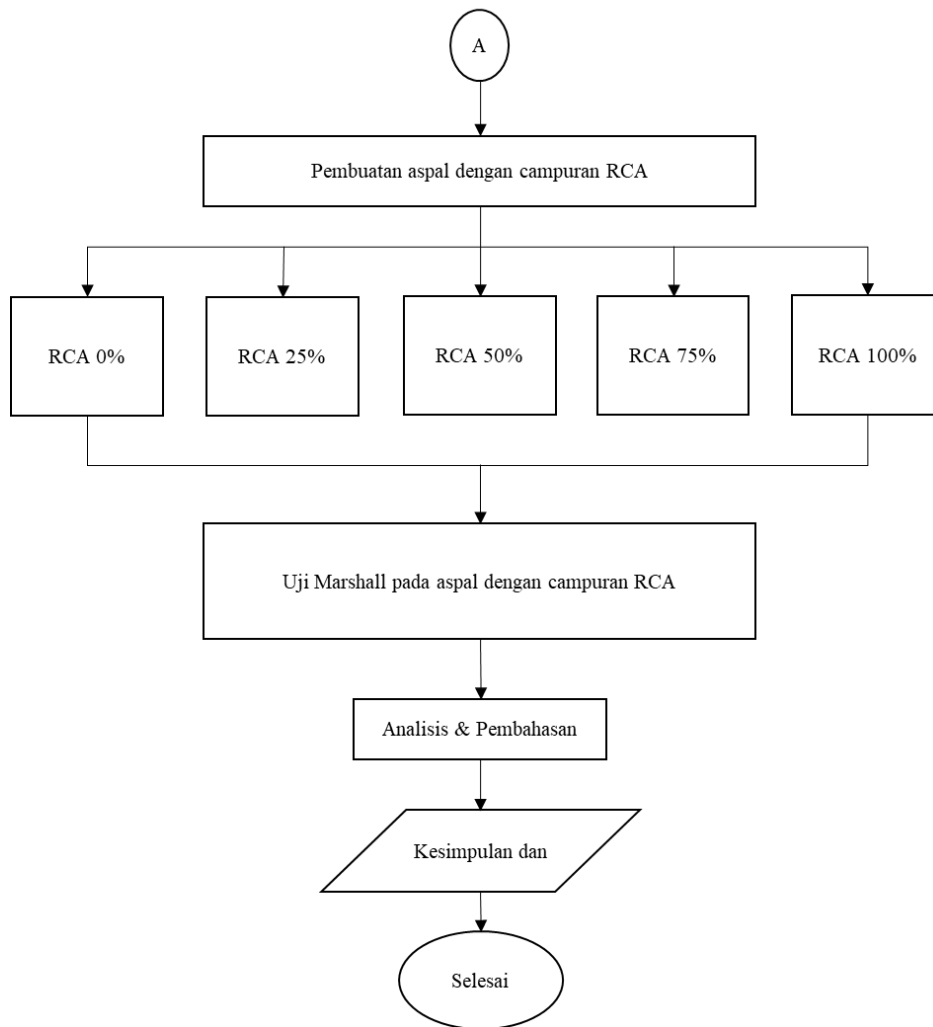 A
Pembuatan aspal dengan campuran RCA
RCA 0%
RCA 25%
RCA 50%
RCA 75%
RCA 100%
Uji Marshall pada aspal dengan campuran RCA
Analisis & Pembahasan
Kesimpulan dan
Selesai